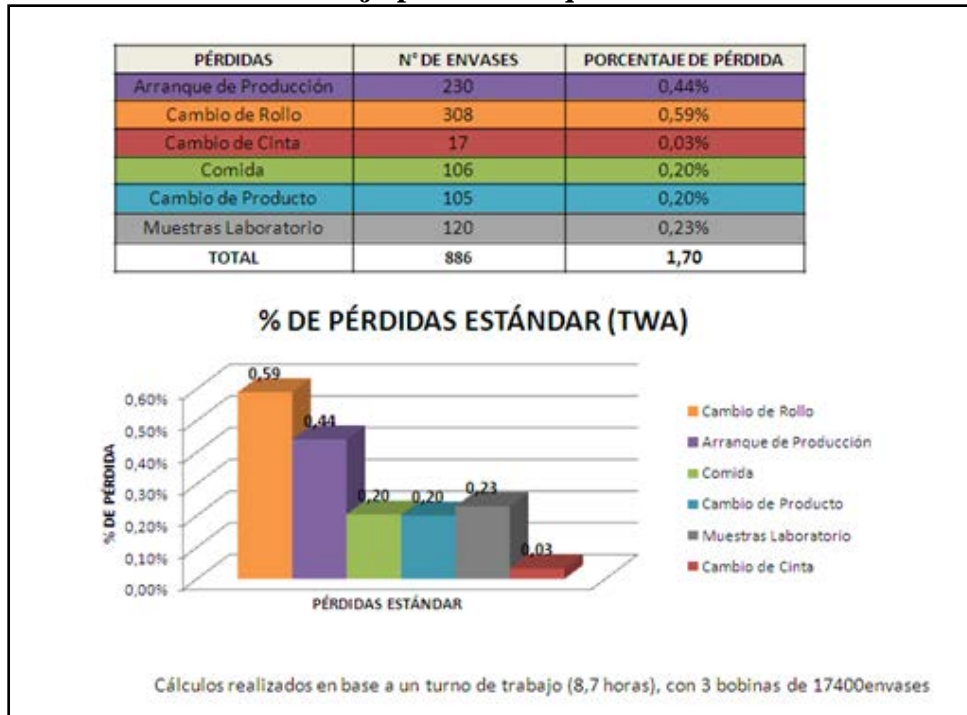 PÉRDIDAS N° DE ENVASES PORCENTAJE DE PÉRDIDA
Arranque de Producción 230 0,44%
Cambio de Rollo 308 0,59%
Cambio de Cinta 17 0,03%
Comida 106 0,20%
Cambio de Producto 105 0,20%
Muestras Laboratorio 120 0,23%
TOTAL 886 1,70
% DE PÉRDIDAS ESTÁNDAR (TWA)
% DE PÉRDIDA
0,60%
0,50%
0,40%
0,30%
0,20%
0,10%
0,00%
0,59
0,44
0,20
0,20
0,23
0,03
PÉRDIDAS ESTÁNDAR
Cambio de Rollo
Arranque de Producción
Comida
Cambio de Producto
Muestras Laboratorio
Cambio de Cinta
Cálculos realizados en base a un turno de trabajo (8,7 horas), con 3 bobinas de 17400envases